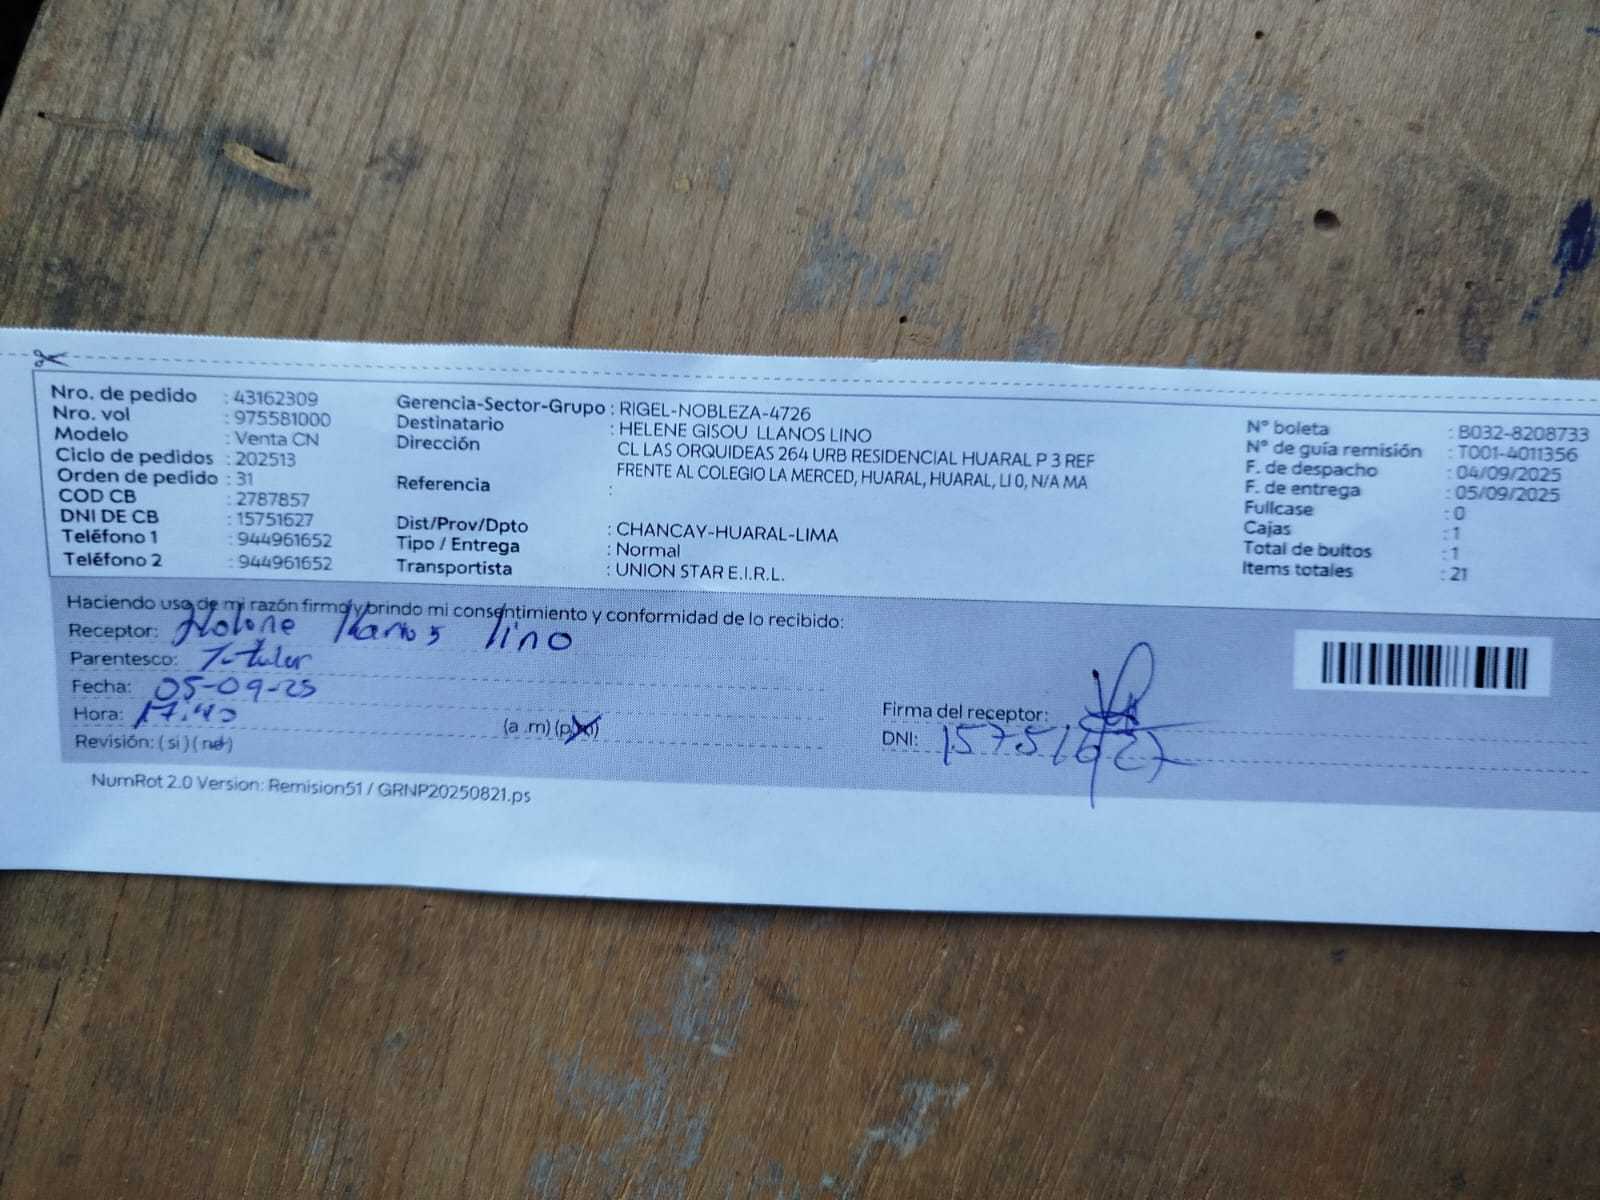 Nro. de pedido : 43162309
Nro. vol : 975581000
Modelo : Venta CN
Ciclo de pedidos : 202513
Orden de pedido : 31
COD CB : 2787857
DNI DE CB : 15751627
Teléfono 1 : 944961652
Teléfono 2 : 944961652
Gerencia-Sector-Grupo : RIGEL-NOBLEZA-4726
Destinatario : HELENE GISOU LLANOS LINO
Dirección CL LAS ORQUIDEAS 264 URB RESIDENCIAL HUARAL P 3 REF
FRENTE AL COLEGIO LA MERCED, HUARAL, HUARAL, LI 0, N/A MA
Referencia :
Dist/Prov/Dpto : CHANCAY-HUARAL-LIMA
Tipo / Entrega : Normal
Transportista : UNION STAR E.I.R.L.
N° boleta : B032-8208733
N° de guía remisión : T001-4011356
F. de despacho : 04/09/2025
F. de entrega : 05/09/2025
Fullcase : 0
Cajas : 1
Total de bultos : 1
Items totales : 21
Haciendo uso de mi razón firmo y brindo mi consentimiento y conformidad de lo recibido:
Receptor: Helene Llanos lino
Parentesco: Titular
Fecha: 05-09-25
Hora: 17:40 (a .m) (p.m)
Revisión: ( si ) ( no )
Firma del receptor:
DNI: 15751627
NumRot 2.0 Version: Remision51 / GRNP20250821.ps